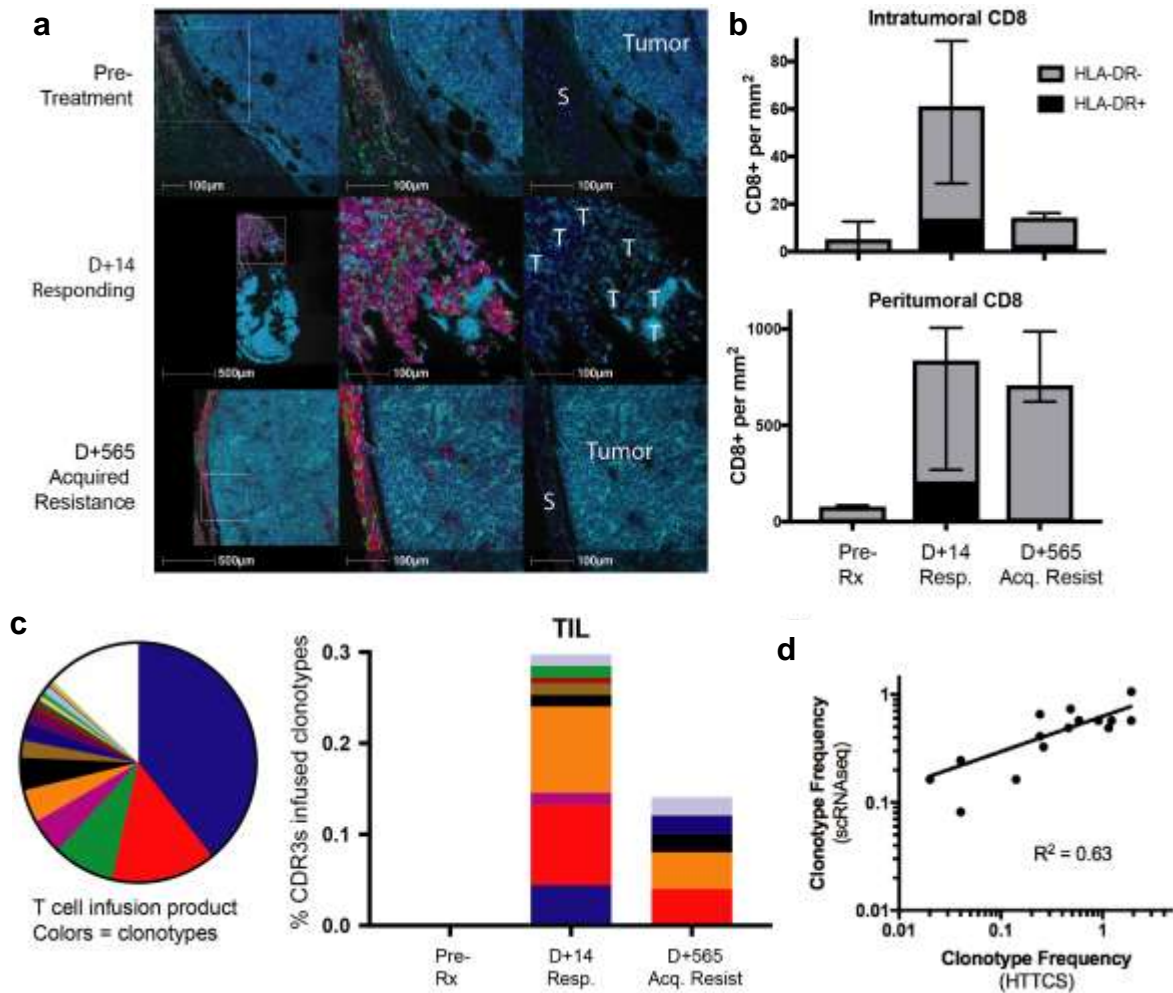 a
Pre-
Treatment
Tumor
S
100µm
100µm
100µm
D+14
Responding
T
T
T
T
T
T
T
500µm
100µm
100µm
D+565
Acquired
Resistance
Tumor
S
500µm
100µm
100µm
b
Intratumoral CD8
CD8+ per mm²
80
60
40
20
0
HLA-DR-
HLA-DR+
Peritumoral CD8
CD8+ per mm²
1000
500
0
Pre-
Rx
D+14
Resp.
D+565
Acq. Resist
c
T cell infusion product
Colors = clonotypes
TIL
% CDR3s infused clonotypes
0.3
0.2
0.1
0.0
Pre-
Rx
D+14
Resp.
D+565
Acq. Resist
d
Clonotype Frequency
(scRNAseq)
1
0.1
0.01
R² = 0.63
0.01
0.1
1
Clonotype Frequency
(HTTCS)